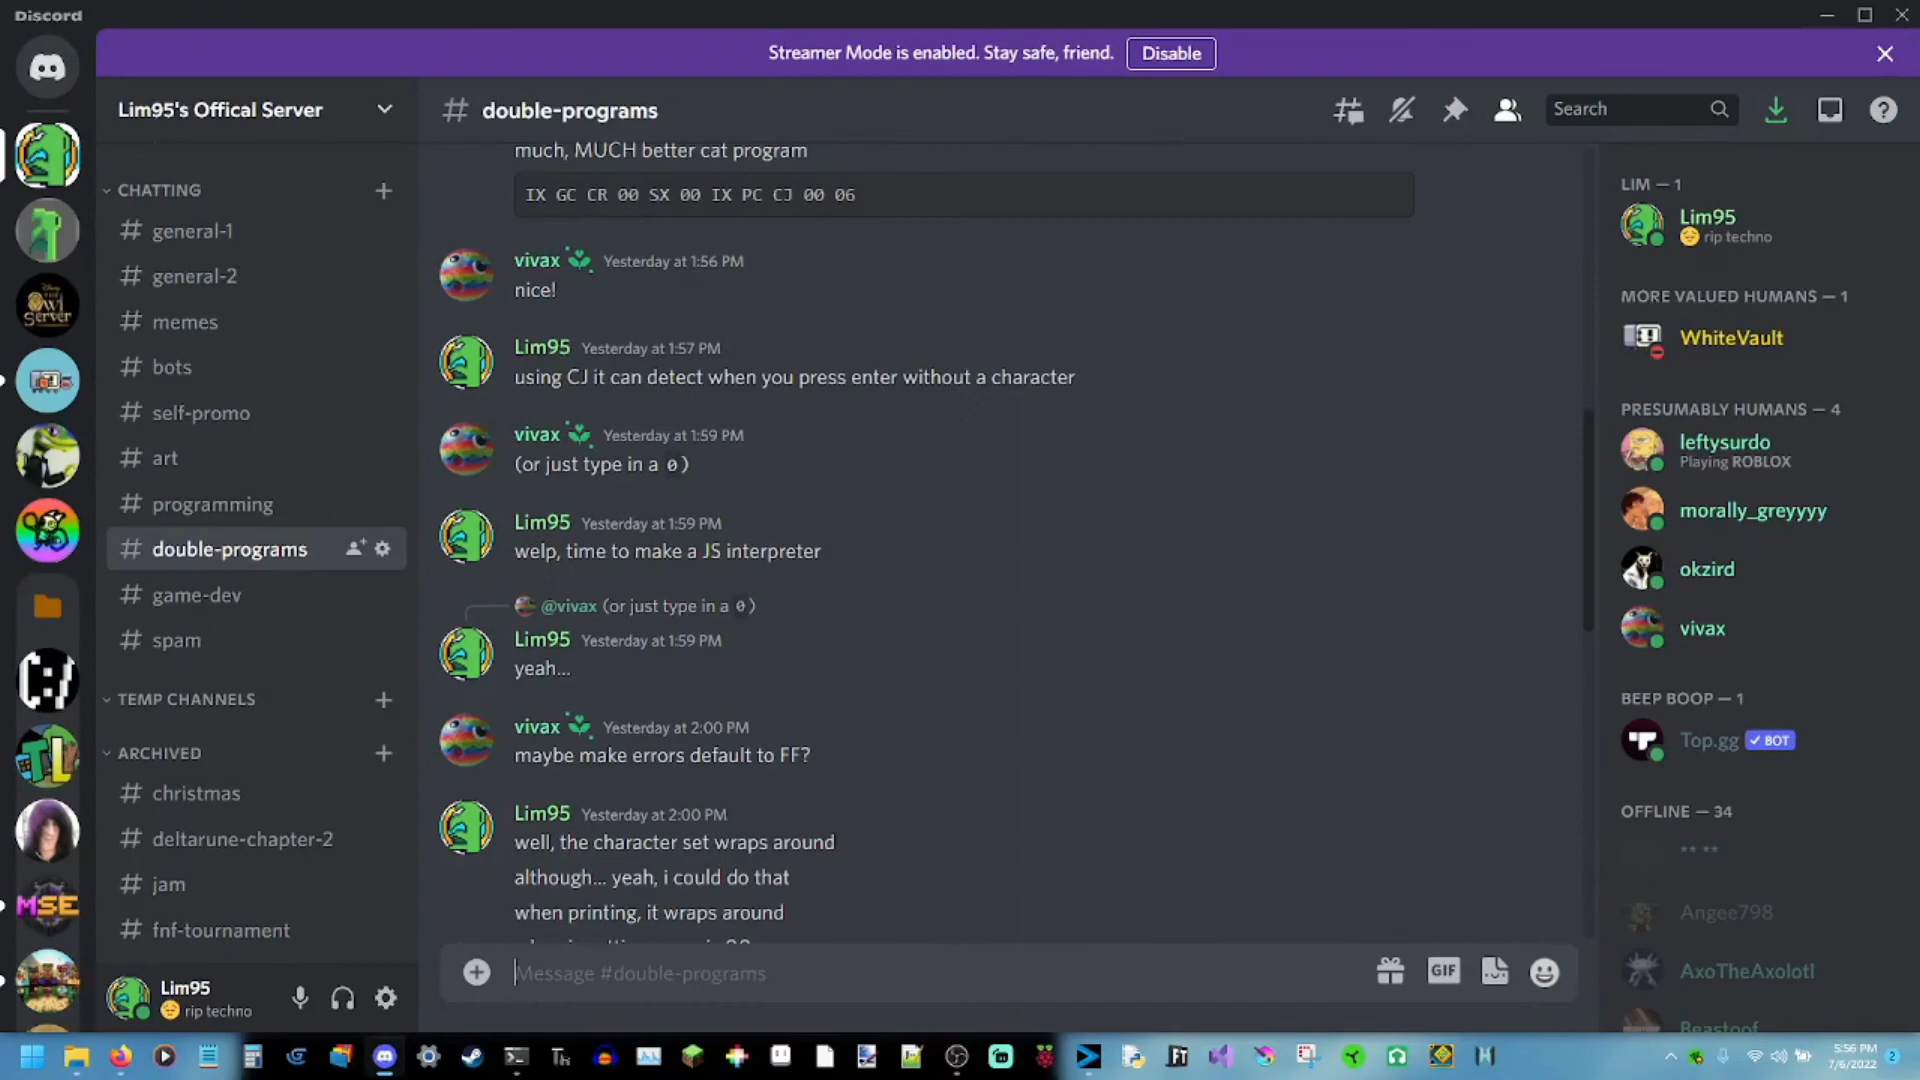 Discord
Streamer Mode is enabled. Stay safe, friend.
Disable
Lim95's Offical Server
CHATTING
general-1
general-2
memes
bots
self-promo
art
programming
double-programs
game-dev
spam
TEMP CHANNELS
ARCHIVED
christmas
deltarune-chapter-2
jam
fnf-tournament
Lim95
rip techno
# double-programs
Search
much, MUCH better cat program
IX GC CR 00 SX 00 IX PC CJ 00 06
vivax Yesterday at 1:56 PM
nice!
Lim95 Yesterday at 1:57 PM
using CJ it can detect when you press enter without a character
vivax Yesterday at 1:59 PM
(or just type in a 0)
Lim95 Yesterday at 1:59 PM
welp, time to make a JS interpreter
@vivax (or just type in a 0)
Lim95 Yesterday at 1:59 PM
yeah...
vivax Yesterday at 2:00 PM
maybe make errors default to FF?
Lim95 Yesterday at 2:00 PM
well, the character set wraps around
although... yeah, i could do that
when printing, it wraps around
Message #double-programs
GIF
LIM — 1
Lim95
rip techno
MORE VALUED HUMANS — 1
WhiteVault
PRESUMABLY HUMANS — 4
leftysurdo
Playing ROBLOX
morally_greyyyy
okzird
vivax
BEEP BOOP — 1
Top.gg BOT
OFFLINE — 34
** **
Angee798
AxoTheAxolotl
Beastoof
Owl
Server
TL
MSE
5:56 PM
7/6/2022
2